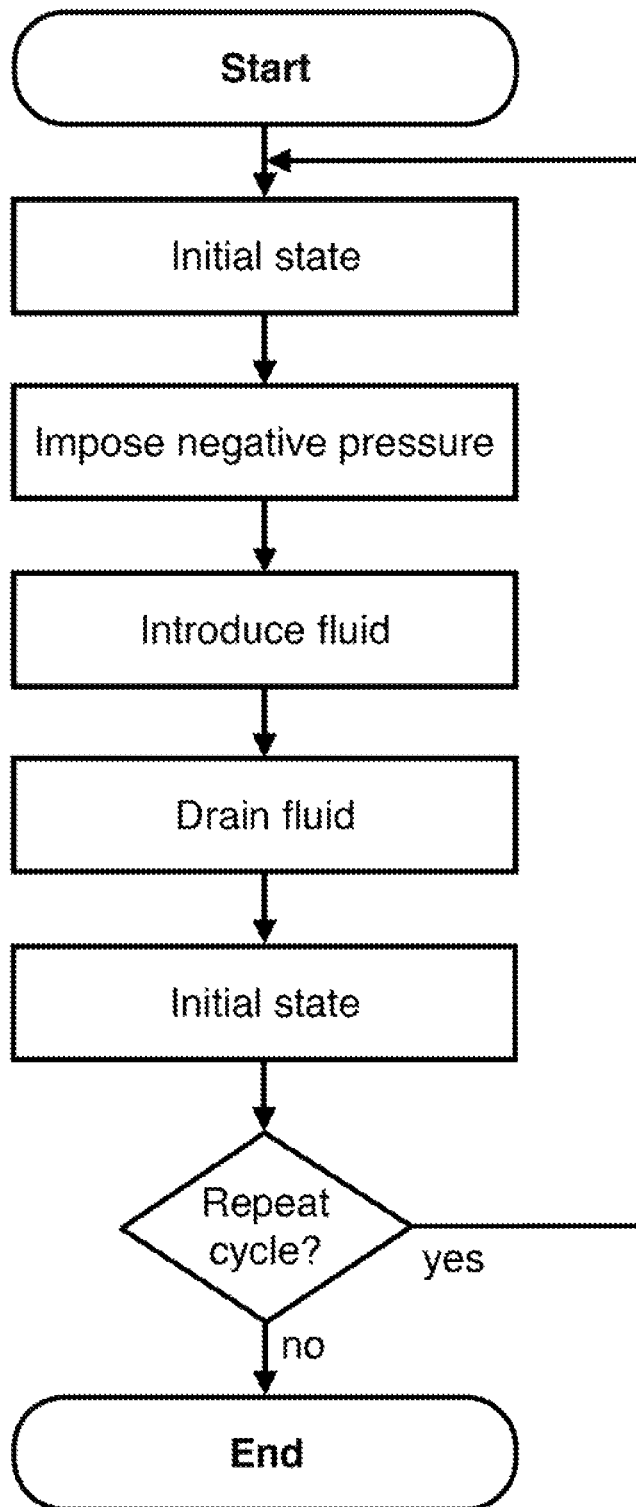 Start
Initial state
Impose negative pressure
Introduce fluid
Drain fluid
Initial state
Repeat
cycle?
yes
no
End